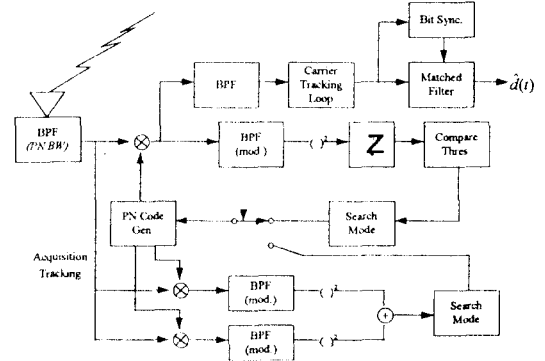 Bit Sync.
BPF
Carrier
Tracking
Loop
Matched
Filter
d̂(t)
BPF
(PN BW)
BPF
(mod.)
( )²
Z
Compare
Thres
PN Code
Gen
Search
Mode
Acquisition
Tracking
BPF
(mod.)
( )²
+
Search
Mode
BPF
(mod.)
( )²